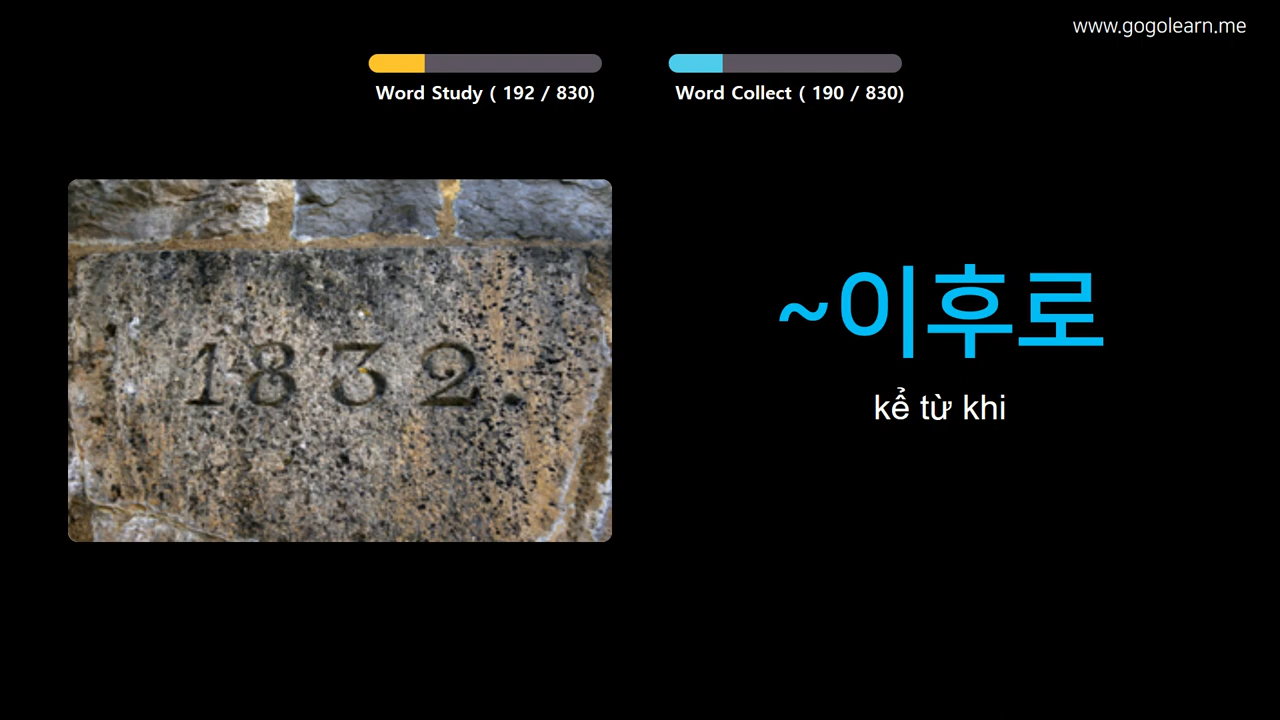 www.gogolearn.me
Word Study ( 192 / 830)
Word Collect ( 190 / 830)
1832.
~이후로
kể từ khi